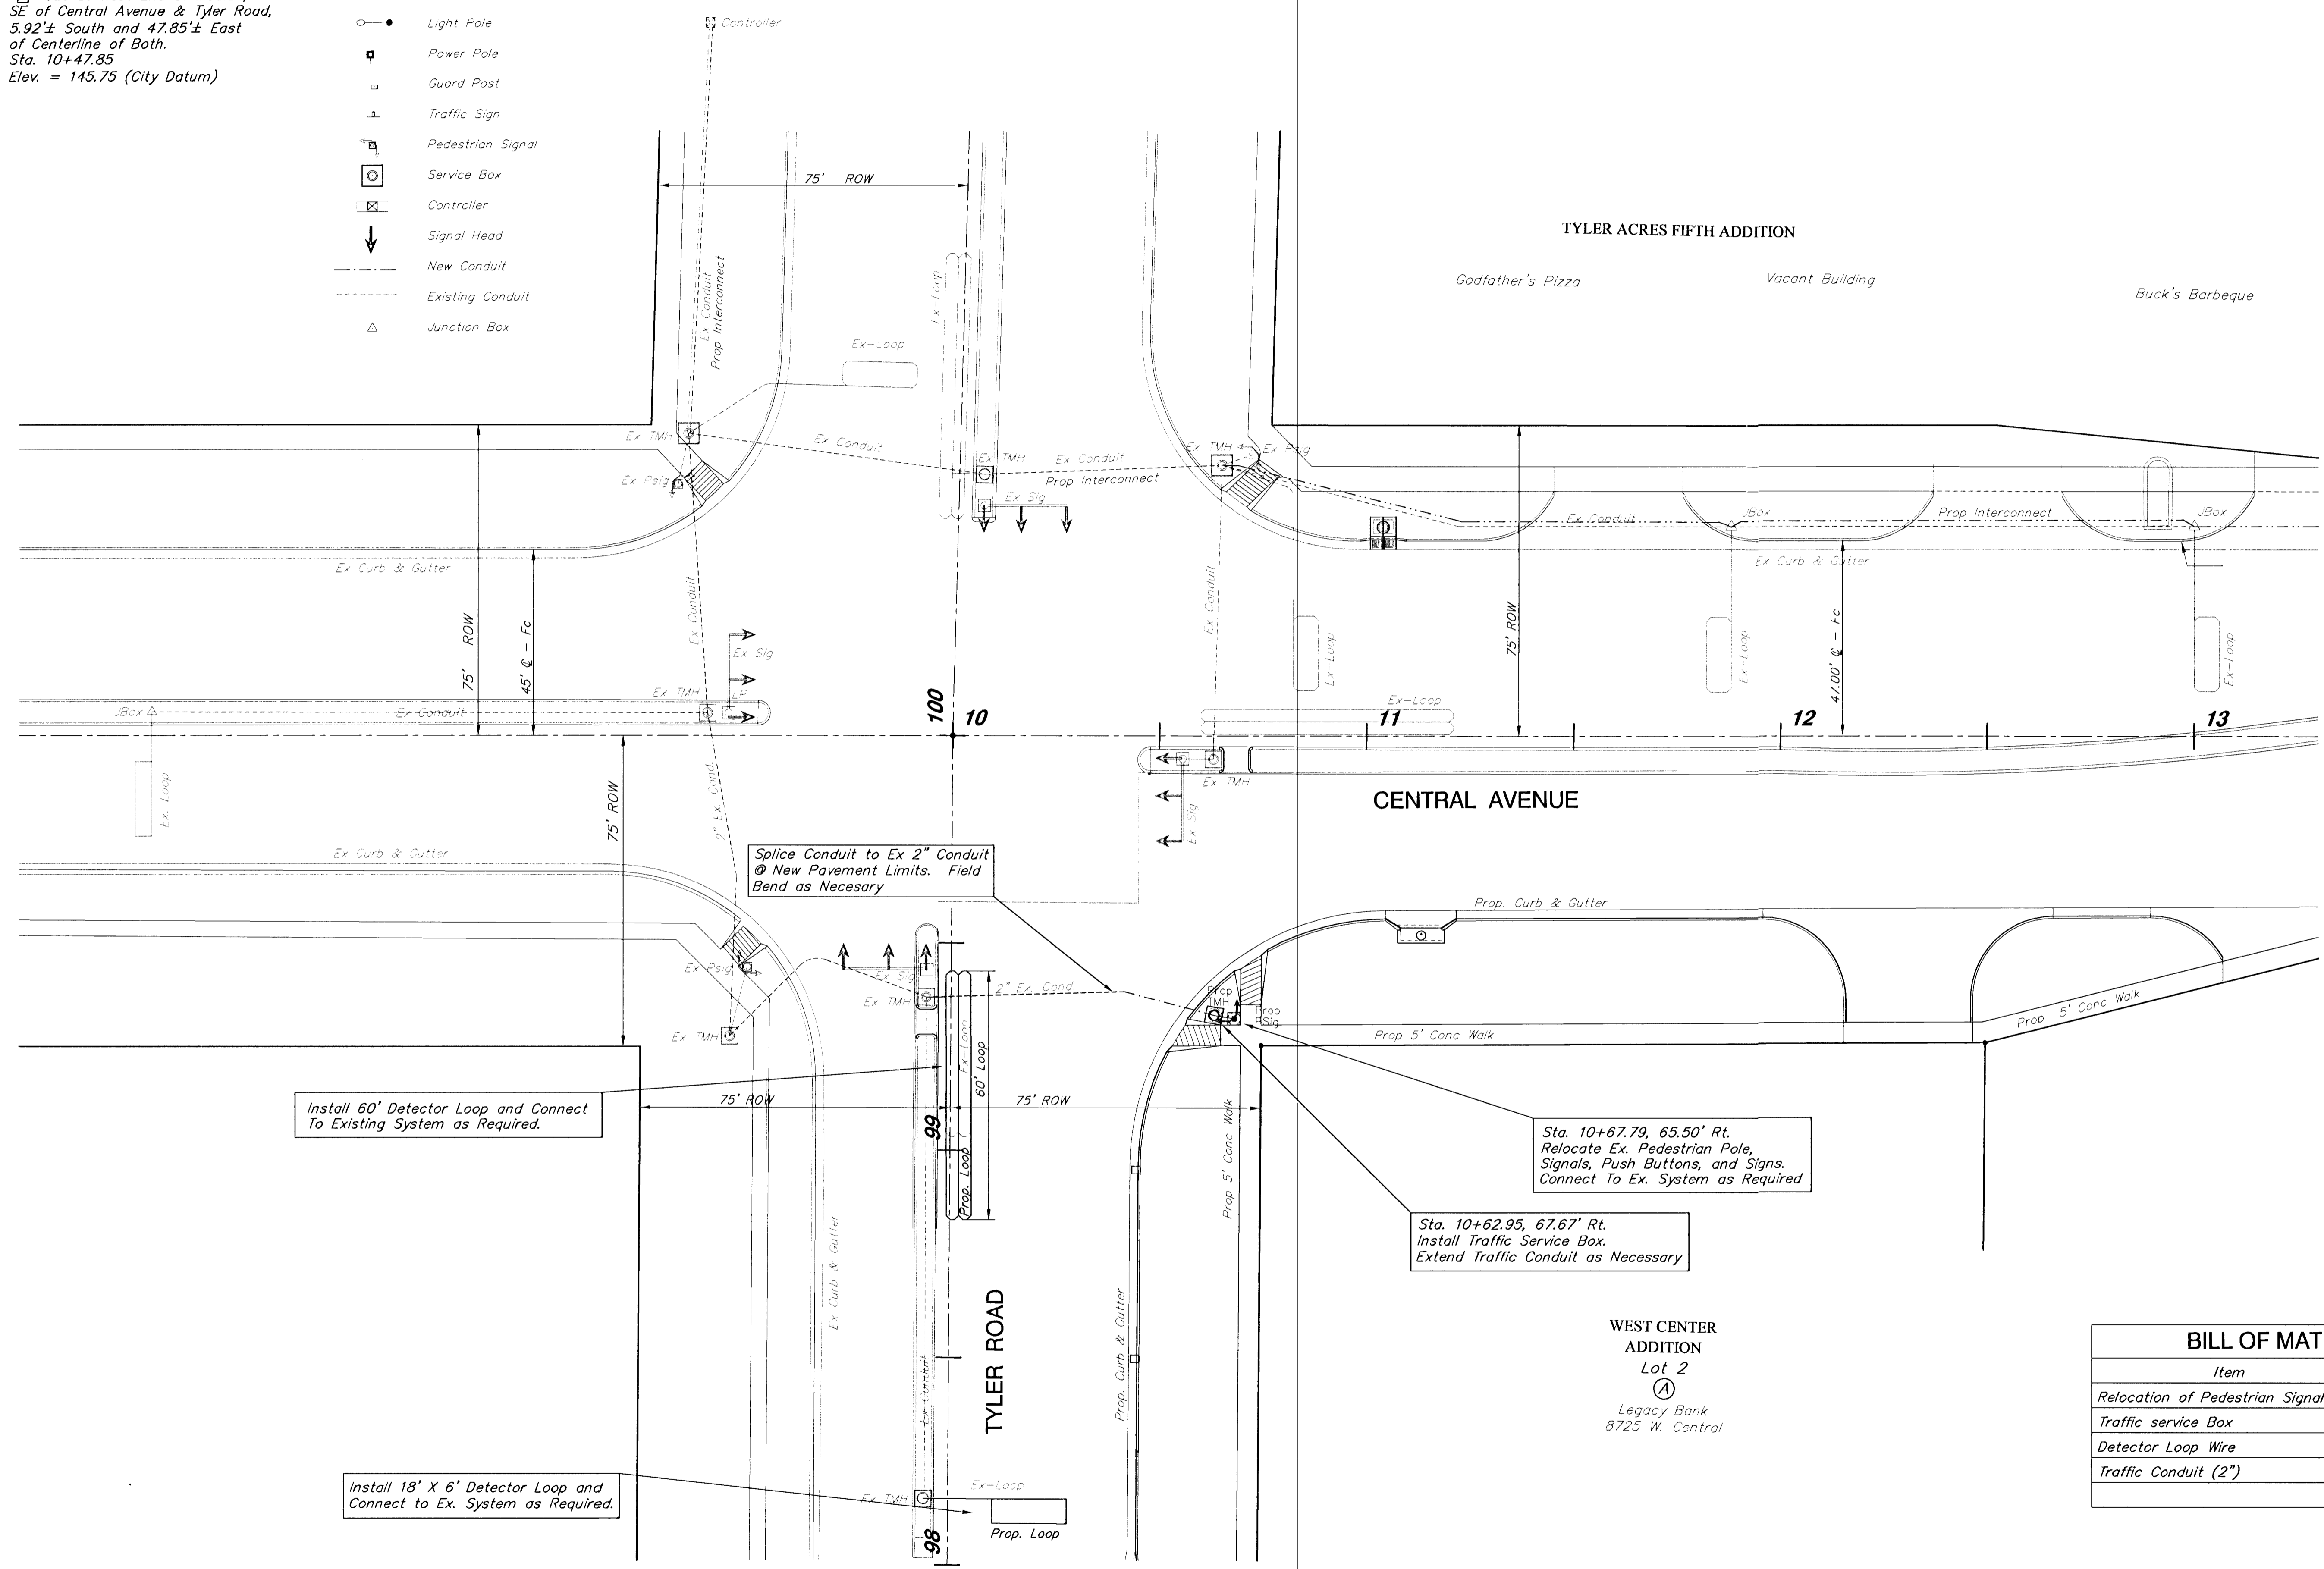 SE of Central Avenue & Tyler Road,
5.92'± South and 47.85'± East
of Centerline of Both.
Sta. 10+47.85
Elev. = 145.75 (City Datum)
Light Pole
Power Pole
Guard Post
Traffic Sign
Pedestrian Signal
Service Box
Controller
Signal Head
New Conduit
Existing Conduit
Junction Box
Controller
75' ROW
Ex Conduit
Prop Interconnect
Ex-Loop
Ex-Loop
TYLER ACRES FIFTH ADDITION
Godfather's Pizza
Vacant Building
Buck's Barbeque
Ex TMH
Ex Conduit
Ex TMH
Ex Conduit
Prop Interconnect
Ex TMH
Ex Psig
Ex Psig
Ex Sig
Ex Conduit
JBox
Prop Interconnect
JBox
Ex Curb & Gutter
Ex Curb & Gutter
75' ROW
45' ℄ - Fc
Ex Conduit
Ex Sig
LP
Ex TMH
JBox
Ex Conduit
Ex Conduit
Ex-Loop
75' ROW
Ex-Loop
47.00' ℄ - Fc
Ex-Loop
Ex-Loop
100
10
11
12
13
Ex. Loop
75' ROW
2" Ex. Cond.
Ex TMH
Ex Sig
CENTRAL AVENUE
Ex Curb & Gutter
Splice Conduit to Ex 2" Conduit
@ New Pavement Limits. Field
Bend as Necesary
Prop. Curb & Gutter
Ex Psig
Ex Sig
Ex TMH
2" Ex. Cond.
Prop
TMH
Prop
PSig
Ex TMH
Prop 5' Conc Walk
Prop 5' Conc Walk
Ex-Loop
60' Loop
Install 60' Detector Loop and Connect
To Existing System as Required.
75' ROW
75' ROW
99
Prop. Loop
Prop 5' Conc Walk
Sta. 10+67.79, 65.50' Rt.
Relocate Ex. Pedestrian Pole,
Signals, Push Buttons, and Signs.
Connect To Ex. System as Required
Sta. 10+62.95, 67.67' Rt.
Install Traffic Service Box.
Extend Traffic Conduit as Necessary
Ex Curb & Gutter
Ex Conduit
TYLER ROAD
Prop. Curb & Gutter
WEST CENTER
ADDITION
Lot 2
A
Legacy Bank
8725 W. Central
BILL OF MAT
Item
Relocation of Pedestrian Signal
Traffic service Box
Detector Loop Wire
Traffic Conduit (2")
Install 18' X 6' Detector Loop and
Connect to Ex. System as Required.
Ex TMH
Ex-Loop
Prop. Loop
98